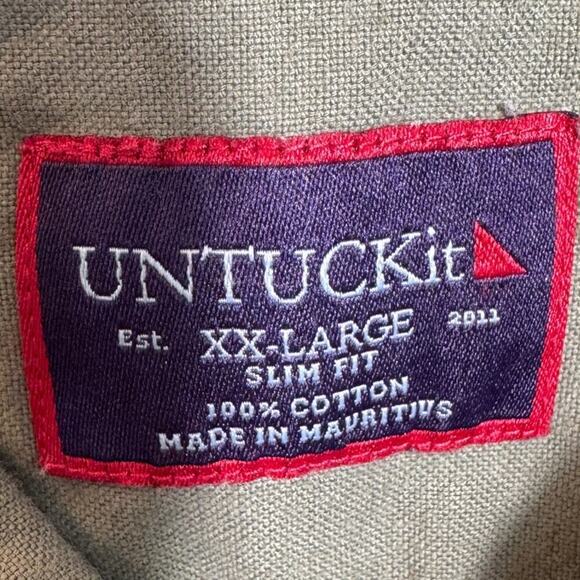 UNTUCKit
Est. XX-LARGE 2011
SLIM FIT
100% COTTON
MADE IN MAURITIUS